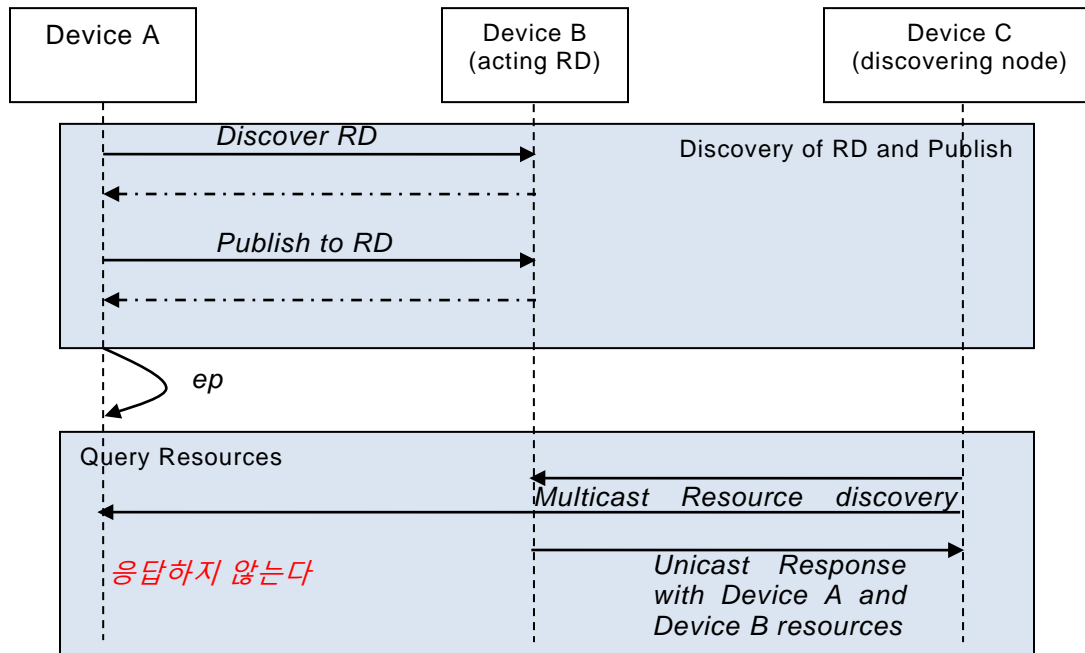 Device A
Device B
(acting RD)
Device C
(discovering node)
Discover RD
Discovery of RD and Publish
Publish to RD
ep
Query Resources
Multicast Resource discovery
응답하지 않는다
Unicast Response
with Device A and
Device B resources